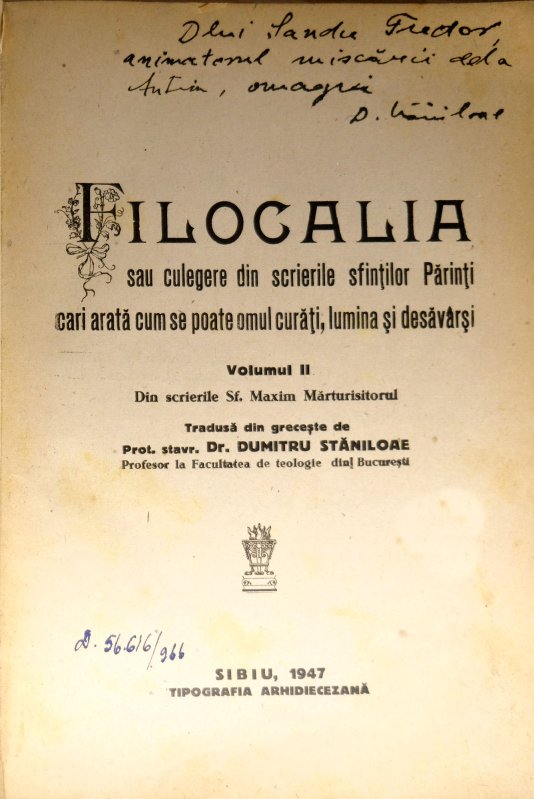 Dlui Sandu Tudor,
animatorul mișcării dela
Antim, omagiu
D. Stăniloae
FILOCALIA
sau culegere din scrierile sfinţilor Părinţi
cari arată cum se poate omul curăţi, lumina şi desăvârşi
Volumul II
Din scrierile Sf. Maxim Mărturisitorul
Tradusă din greceşte de
Prot. stavr. Dr. DUMITRU STĂNILOAE
Profesor la Facultatea de teologie din Bucureşti
D. 56.616/966
SIBIU, 1947
TIPOGRAFIA ARHIDIECEZANĂ